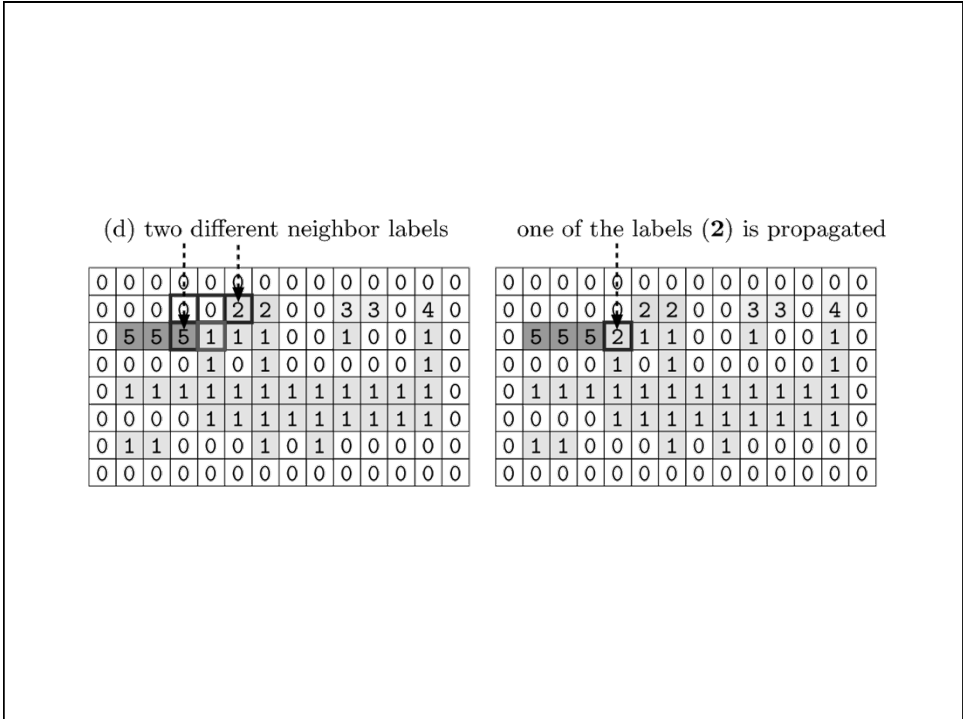 (d) two different neighbor labels
0 0 0 0 0 0 0 0 0 0 0 0 0 0
0 0 0 0 0 2 2 0 0 3 3 0 4 0
0 5 5 5 1 1 1 0 0 1 0 0 1 0
0 0 0 0 1 0 1 0 0 0 0 0 1 0
0 1 1 1 1 1 1 1 1 1 1 1 1 0
0 0 0 0 1 1 1 1 1 1 1 1 1 0
0 1 1 0 0 0 1 0 1 0 0 0 0 0
0 0 0 0 0 0 0 0 0 0 0 0 0 0
one of the labels (2) is propagated
0 0 0 0 0 0 0 0 0 0 0 0 0 0
0 0 0 0 0 2 2 0 0 3 3 0 4 0
0 5 5 5 2 1 1 0 0 1 0 0 1 0
0 0 0 0 1 0 1 0 0 0 0 0 1 0
0 1 1 1 1 1 1 1 1 1 1 1 1 0
0 0 0 0 1 1 1 1 1 1 1 1 1 0
0 1 1 0 0 0 1 0 1 0 0 0 0 0
0 0 0 0 0 0 0 0 0 0 0 0 0 0